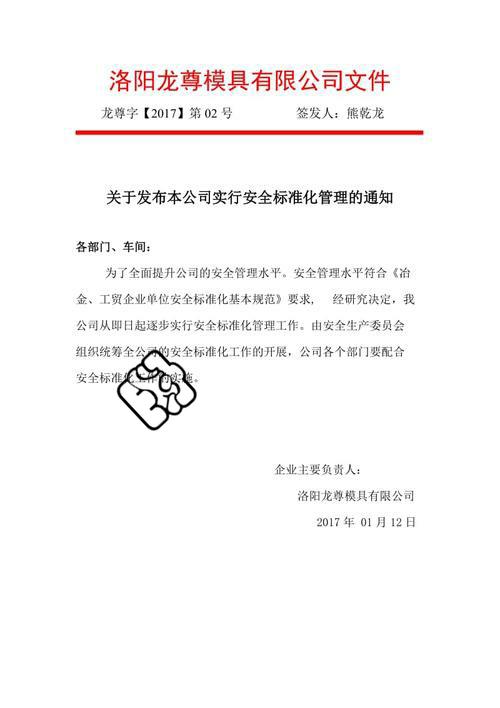 洛阳龙尊模具有限公司文件
龙尊字【2017】第 02 号 签发人：熊乾龙
关于发布本公司实行安全标准化管理的通知
各部门、车间：
为了全面提升公司的安全管理水平。安全管理水平符合《冶
金、工贸企业单位安全标准化基本规范》要求, 经研究决定，我
公司从即日起逐步实行安全标准化管理工作。由安全生产委员会
组织统筹全公司的安全标准化工作的开展，公司各个部门要配合
安全标准化工作的实施。
企业主要负责人：
洛阳龙尊模具有限公司
2017 年 01 月 12 日